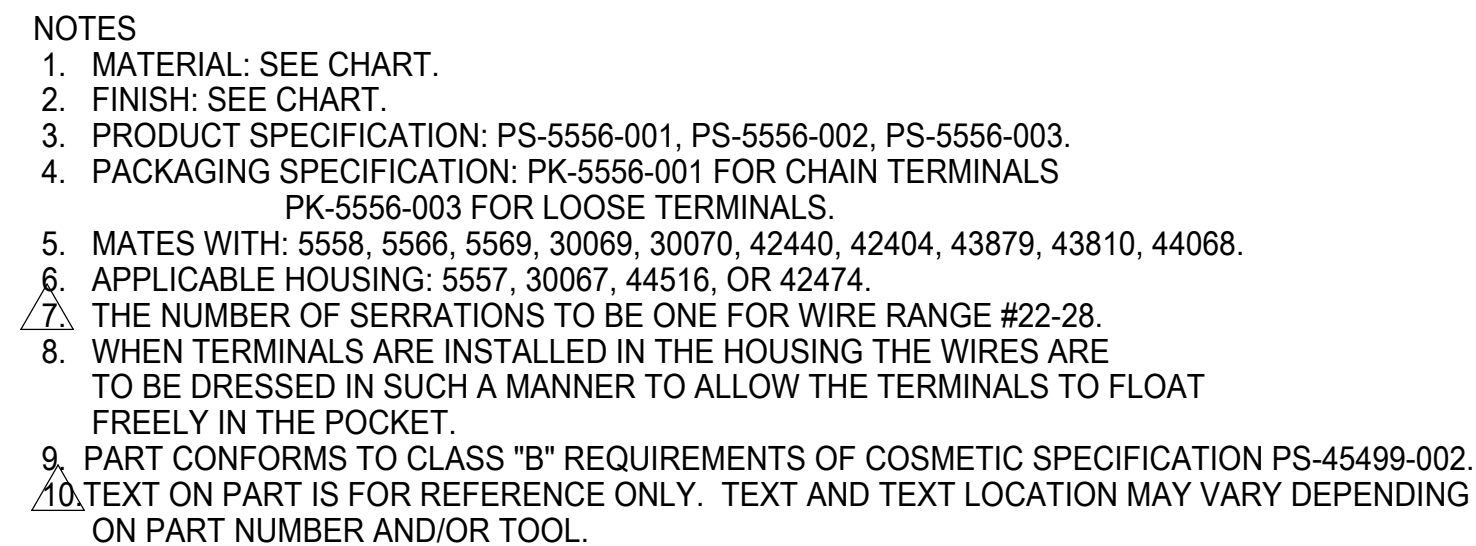 NOTES
1. MATERIAL: SEE CHART.
2. FINISH: SEE CHART.
3. PRODUCT SPECIFICATION: PS-5556-001, PS-5556-002, PS-5556-003.
4. PACKAGING SPECIFICATION: PK-5556-001 FOR CHAIN TERMINALS
PK-5556-003 FOR LOOSE TERMINALS.
5. MATES WITH: 5558, 5566, 5569, 30069, 30070, 42440, 42404, 43879, 43810, 44068.
6. APPLICABLE HOUSING: 5557, 30067, 44516, OR 42474.
7. THE NUMBER OF SERRATIONS TO BE ONE FOR WIRE RANGE #22-28.
8. WHEN TERMINALS ARE INSTALLED IN THE HOUSING THE WIRES ARE
TO BE DRESSED IN SUCH A MANNER TO ALLOW THE TERMINALS TO FLOAT
FREELY IN THE POCKET.
9. PART CONFORMS TO CLASS "B" REQUIREMENTS OF COSMETIC SPECIFICATION PS-45499-002.
10. TEXT ON PART IS FOR REFERENCE ONLY. TEXT AND TEXT LOCATION MAY VARY DEPENDING
ON PART NUMBER AND/OR TOOL.